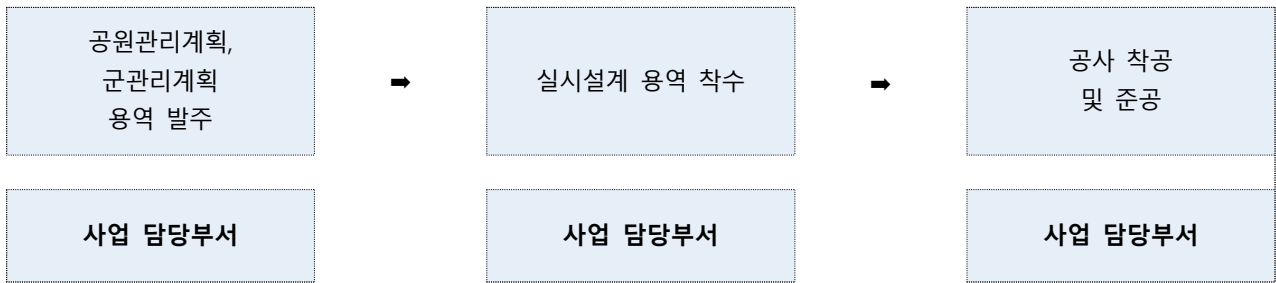 공원관리계획,
군관리계획
용역 발주
➡
실시설계 용역 착수
➡
공사 착공
및 준공
사업 담당부서
사업 담당부서
사업 담당부서